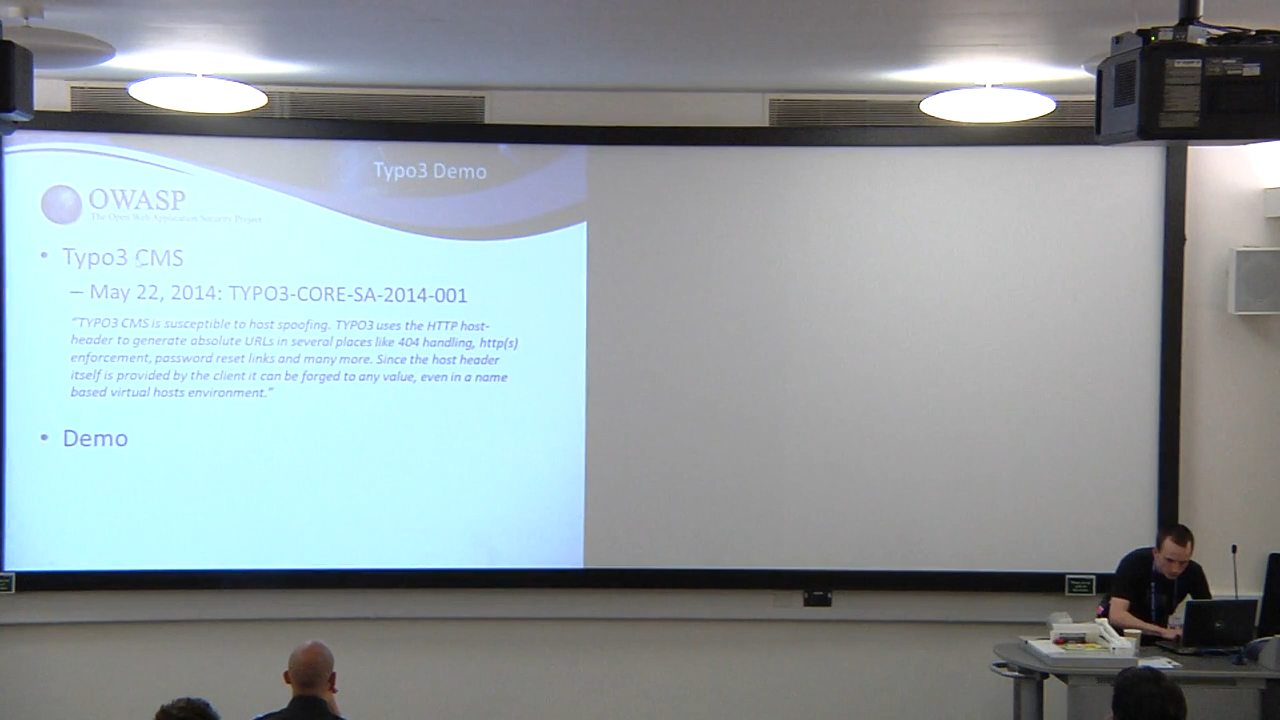 Typo3 Demo
OWASP
The Open Web Application Security Project
• Typo3 CMS
– May 22, 2014: TYPO3-CORE-SA-2014-001
“TYPO3 CMS is susceptible to host spoofing. TYPO3 uses the HTTP host-
header to generate absolute URLs in several places like 404 handling, http(s)
enforcement, password reset links and many more. Since the host header
itself is provided by the client it can be forged to any value, even in a name
based virtual hosts environment.”
• Demo